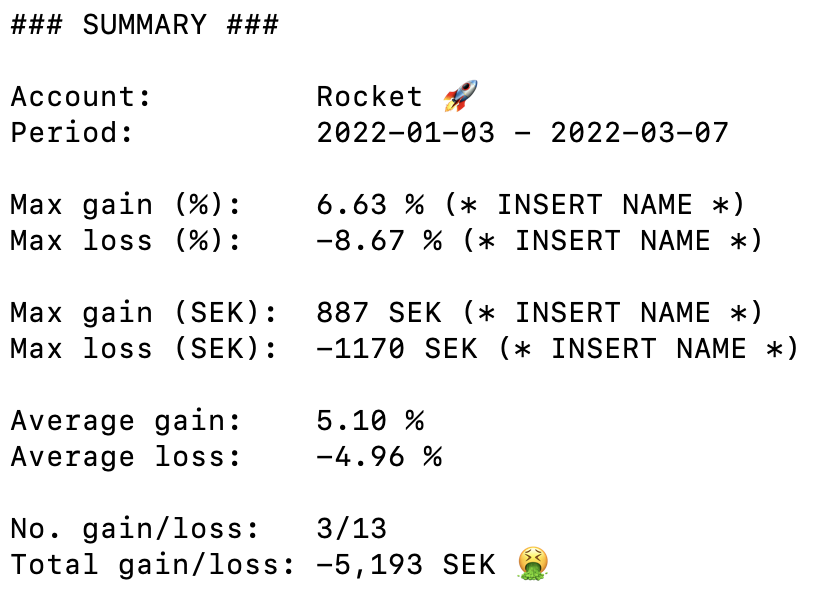 ### SUMMARY ###
Account: Rocket 🚀
Period: 2022-01-03 - 2022-03-07
Max gain (%): 6.63 % (* INSERT NAME *)
Max loss (%): -8.67 % (* INSERT NAME *)
Max gain (SEK): 887 SEK (* INSERT NAME *)
Max loss (SEK): -1170 SEK (* INSERT NAME *)
Average gain: 5.10 %
Average loss: -4.96 %
No. gain/loss: 3/13
Total gain/loss: -5,193 SEK 🤮